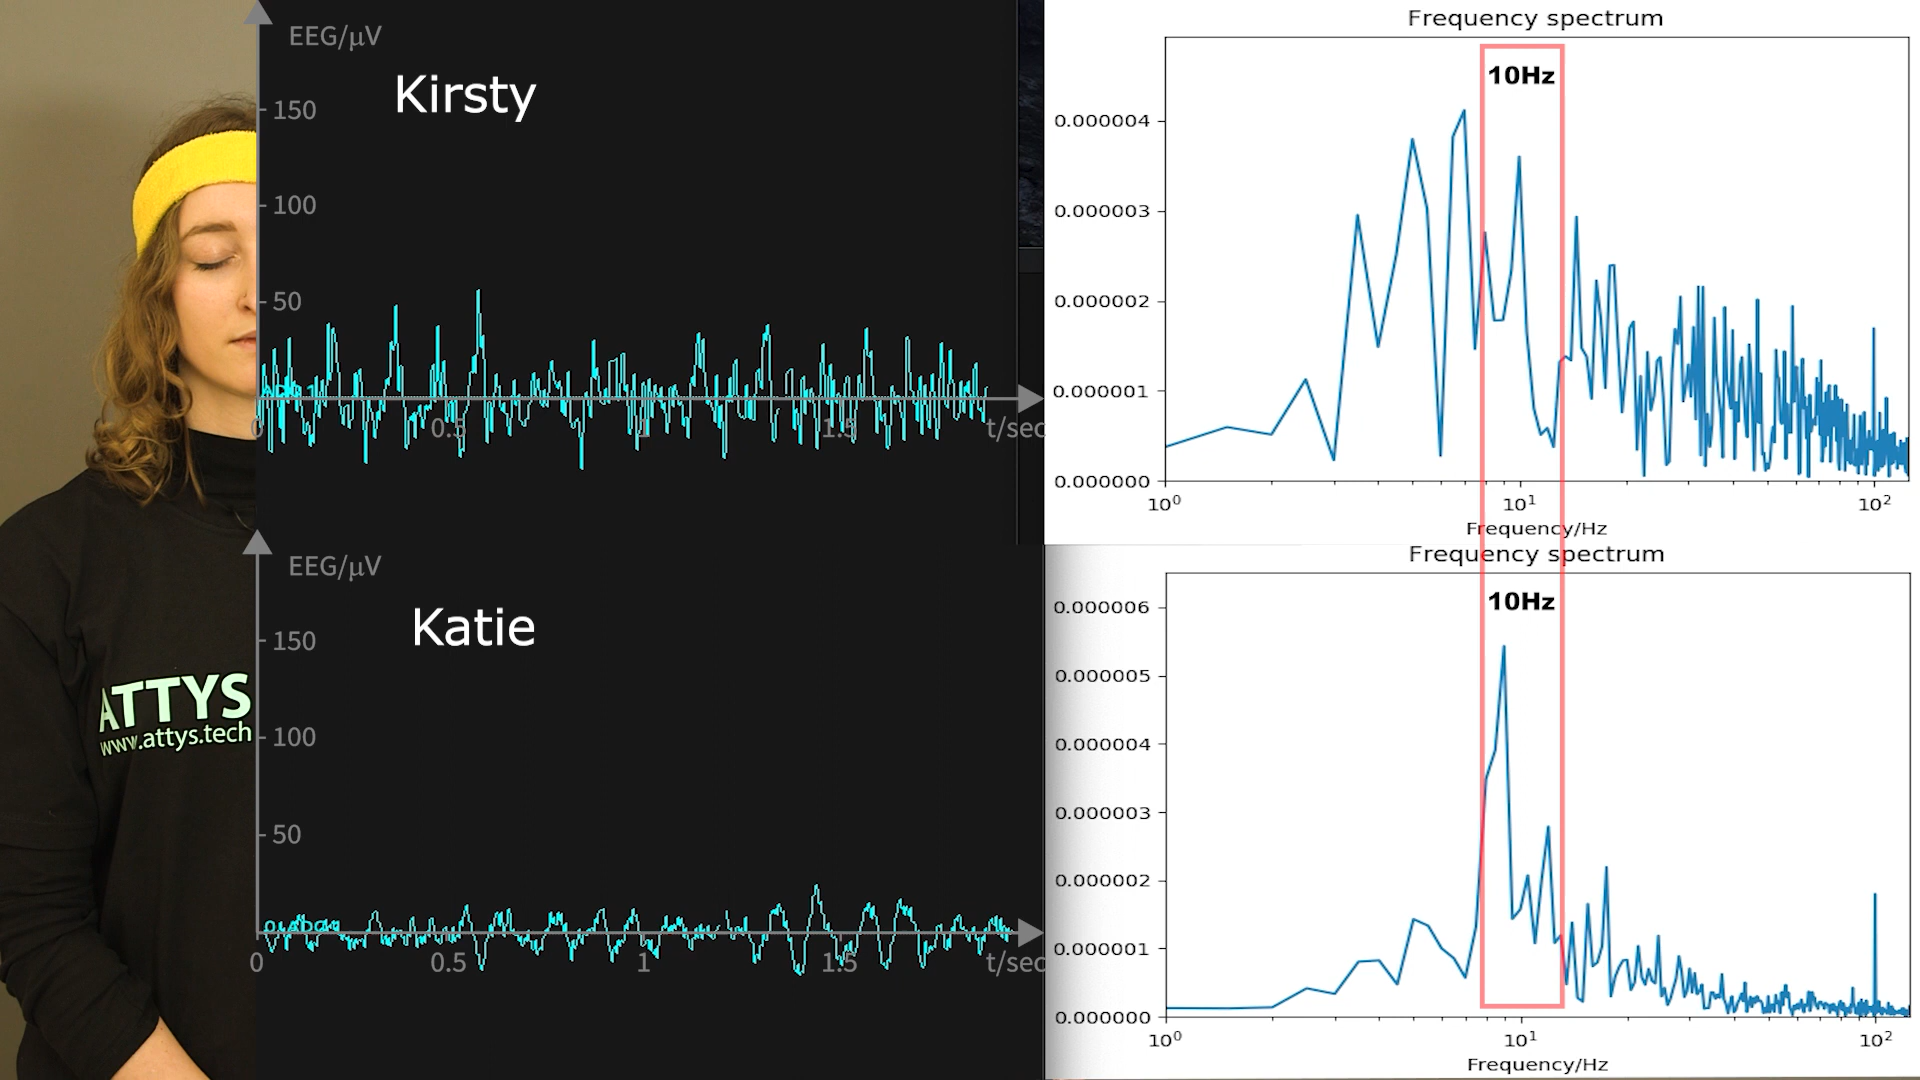 EEG/µV
Kirsty
150
100
50
0
0.5
1
1.5
t/sec
Frequency spectrum
10Hz
0.000004
0.000003
0.000002
0.000001
0.000000
10⁰
10¹
10²
Frequency/Hz
ATTYS
www.attys.tech
EEG/µV
Katie
150
100
50
0
0.5
1
1.5
t/sec
Frequency spectrum
10Hz
0.000006
0.000005
0.000004
0.000003
0.000002
0.000001
0.000000
10⁰
10¹
10²
Frequency/Hz